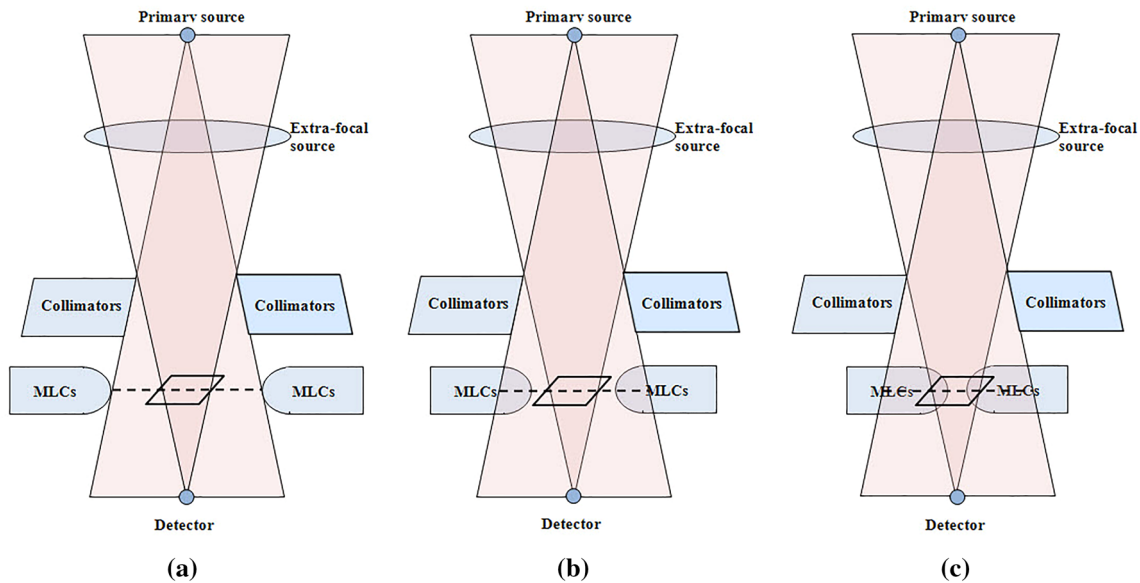 Primary source
Extra-focal
source
Collimators
Collimators
MLCs
MLCs
Detector
(a)
Primary source
Extra-focal
source
Collimators
Collimators
MLCs
MLCs
Detector
(b)
Primary source
Extra-focal
source
Collimators
Collimators
MLCs
MLCs
Detector
(c)